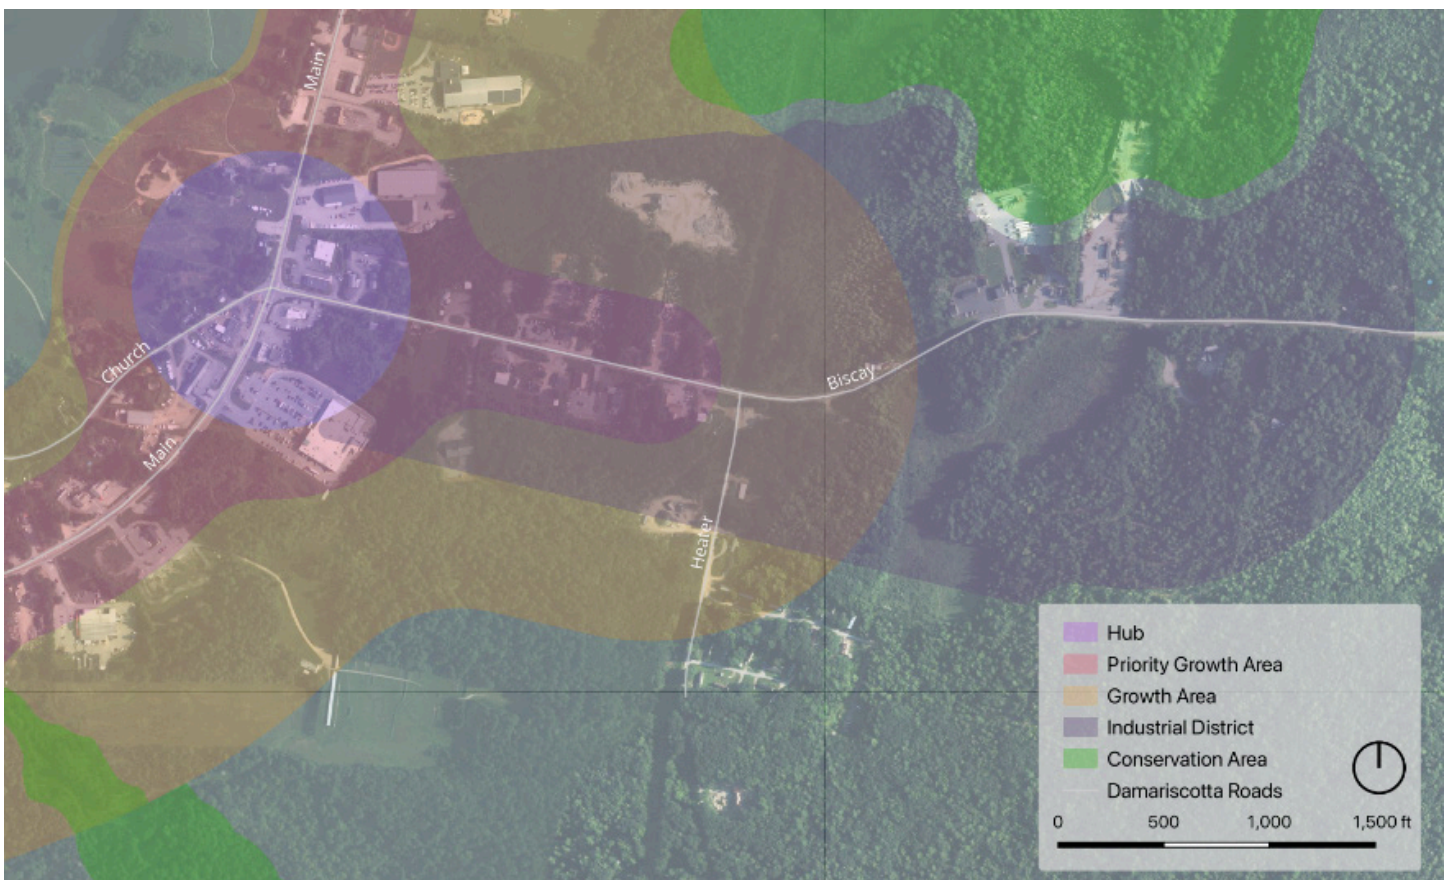 Main
Church
Main
Biscay
Heater
Hub
Priority Growth Area
Growth Area
Industrial District
Conservation Area
Damariscotta Roads
0 500 1,000 1,500 ft